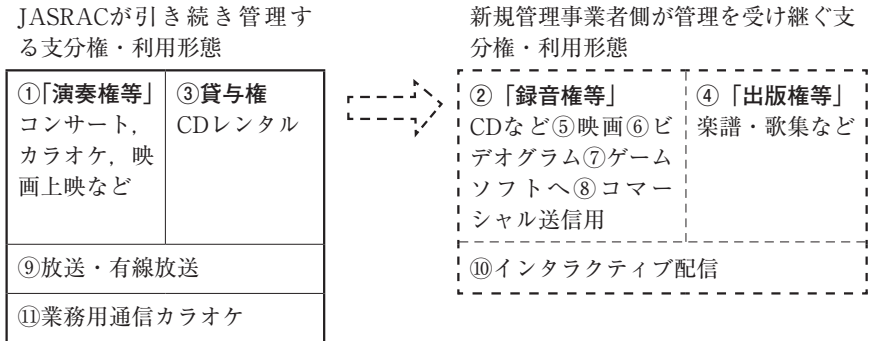 JASRACが引き続き管理す
る支分権・利用形態
①「演奏権等」
コンサート，
カラオケ，映
画上映など
③貸与権
CDレンタル
⑨放送・有線放送
⑪業務用通信カラオケ
新規管理事業者側が管理を受け継ぐ支
分権・利用形態
②「録音権等」
CDなど⑤映画⑥ビ
デオグラム⑦ゲーム
ソフトへ⑧コマー
シャル送信用
④「出版権等」
楽譜・歌集など
⑩インタラクティブ配信